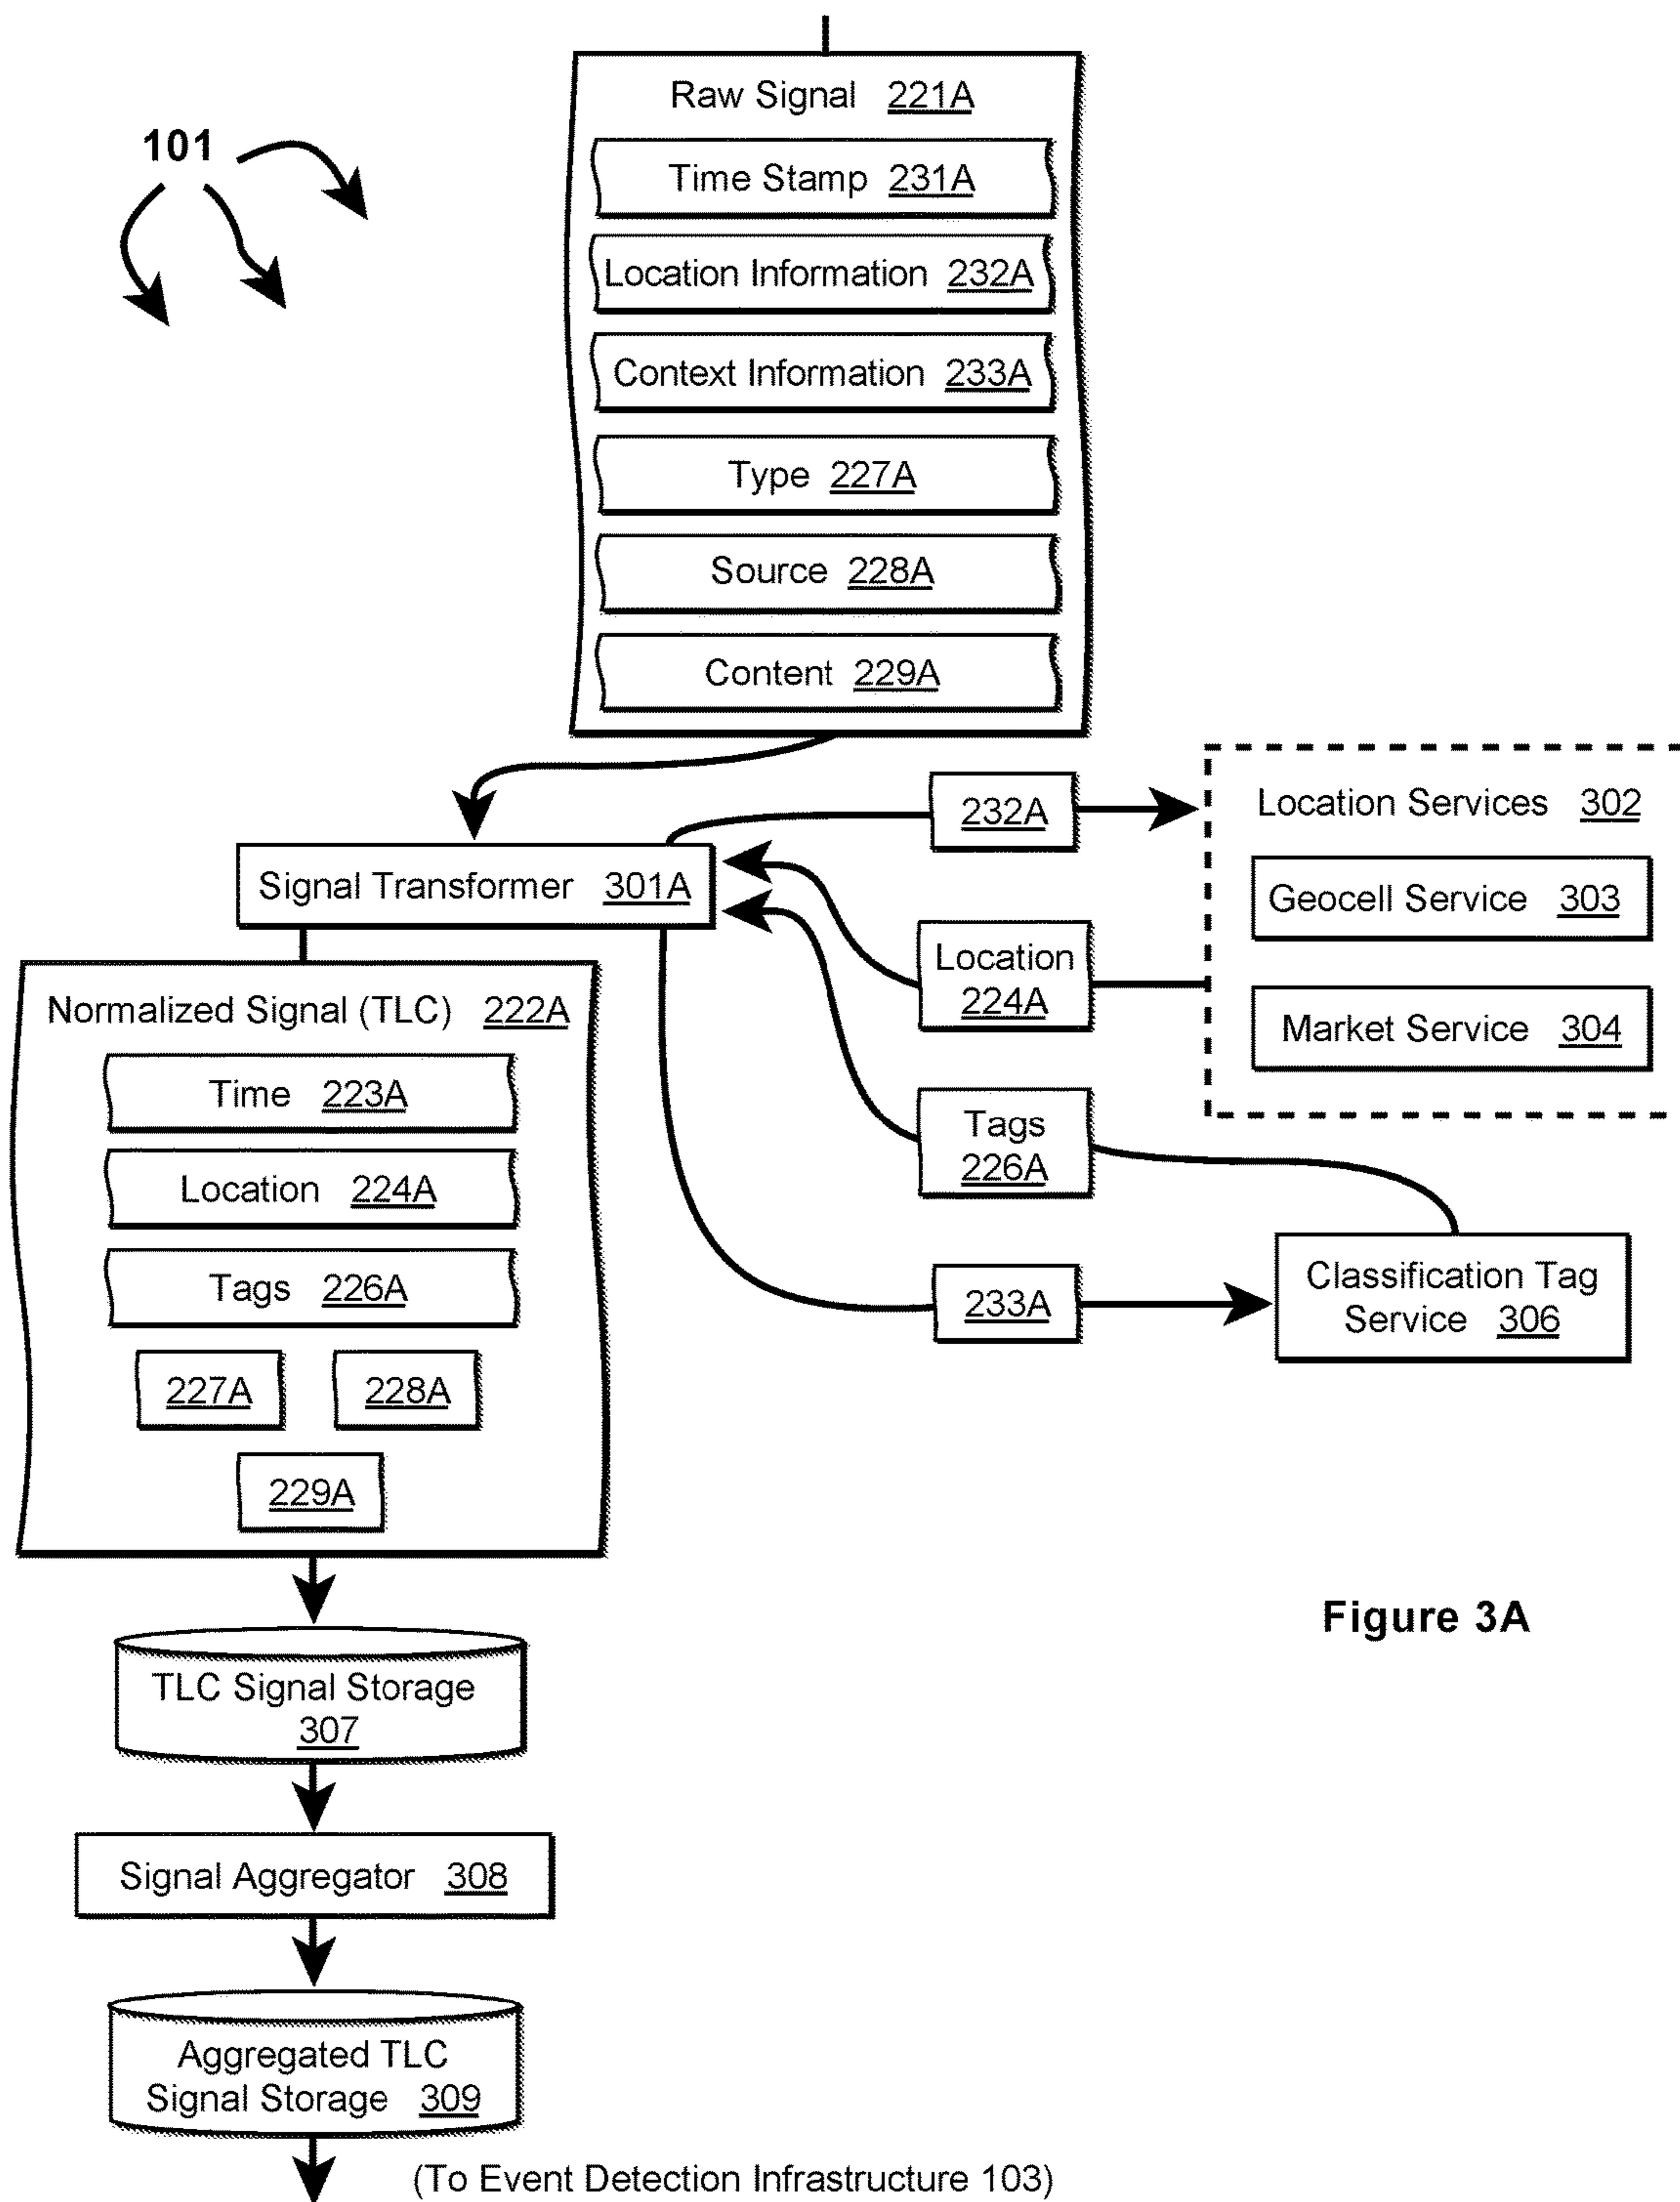 101
Raw Signal 221A
Time Stamp 231A
Location Information 232A
Context Information 233A
Type 227A
Source 228A
Content 229A
232A
Location Services 302
Geocell Service 303
Market Service 304
Signal Transformer 301A
Location
224A
Tags
226A
233A
Classification Tag
Service 306
Normalized Signal (TLC) 222A
Time 223A
Location 224A
Tags 226A
227A
228A
229A
TLC Signal Storage
307
Signal Aggregator 308
Aggregated TLC
Signal Storage 309
(To Event Detection Infrastructure 103)
Figure 3A